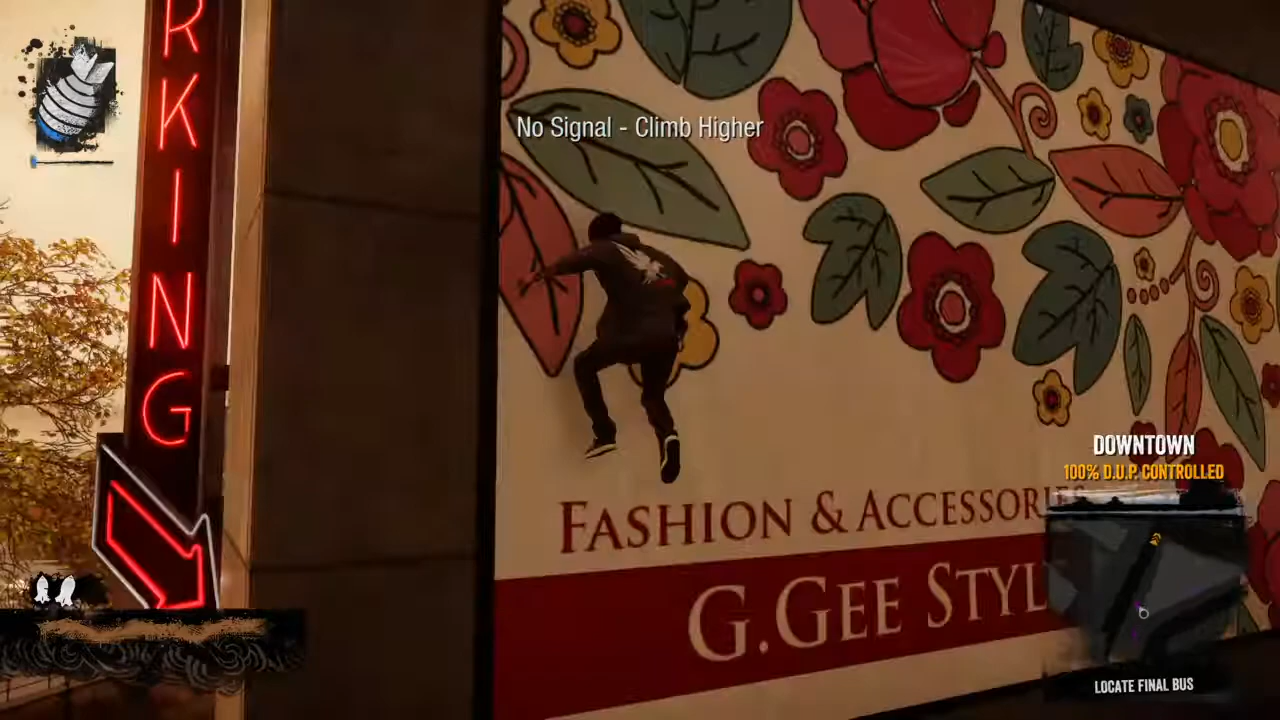 RKING
No Signal - Climb Higher
DOWNTOWN
100% D.U.P. CONTROLLED
FASHION & ACCESSORIES
G.GEE STYL
LOCATE FINAL BUS